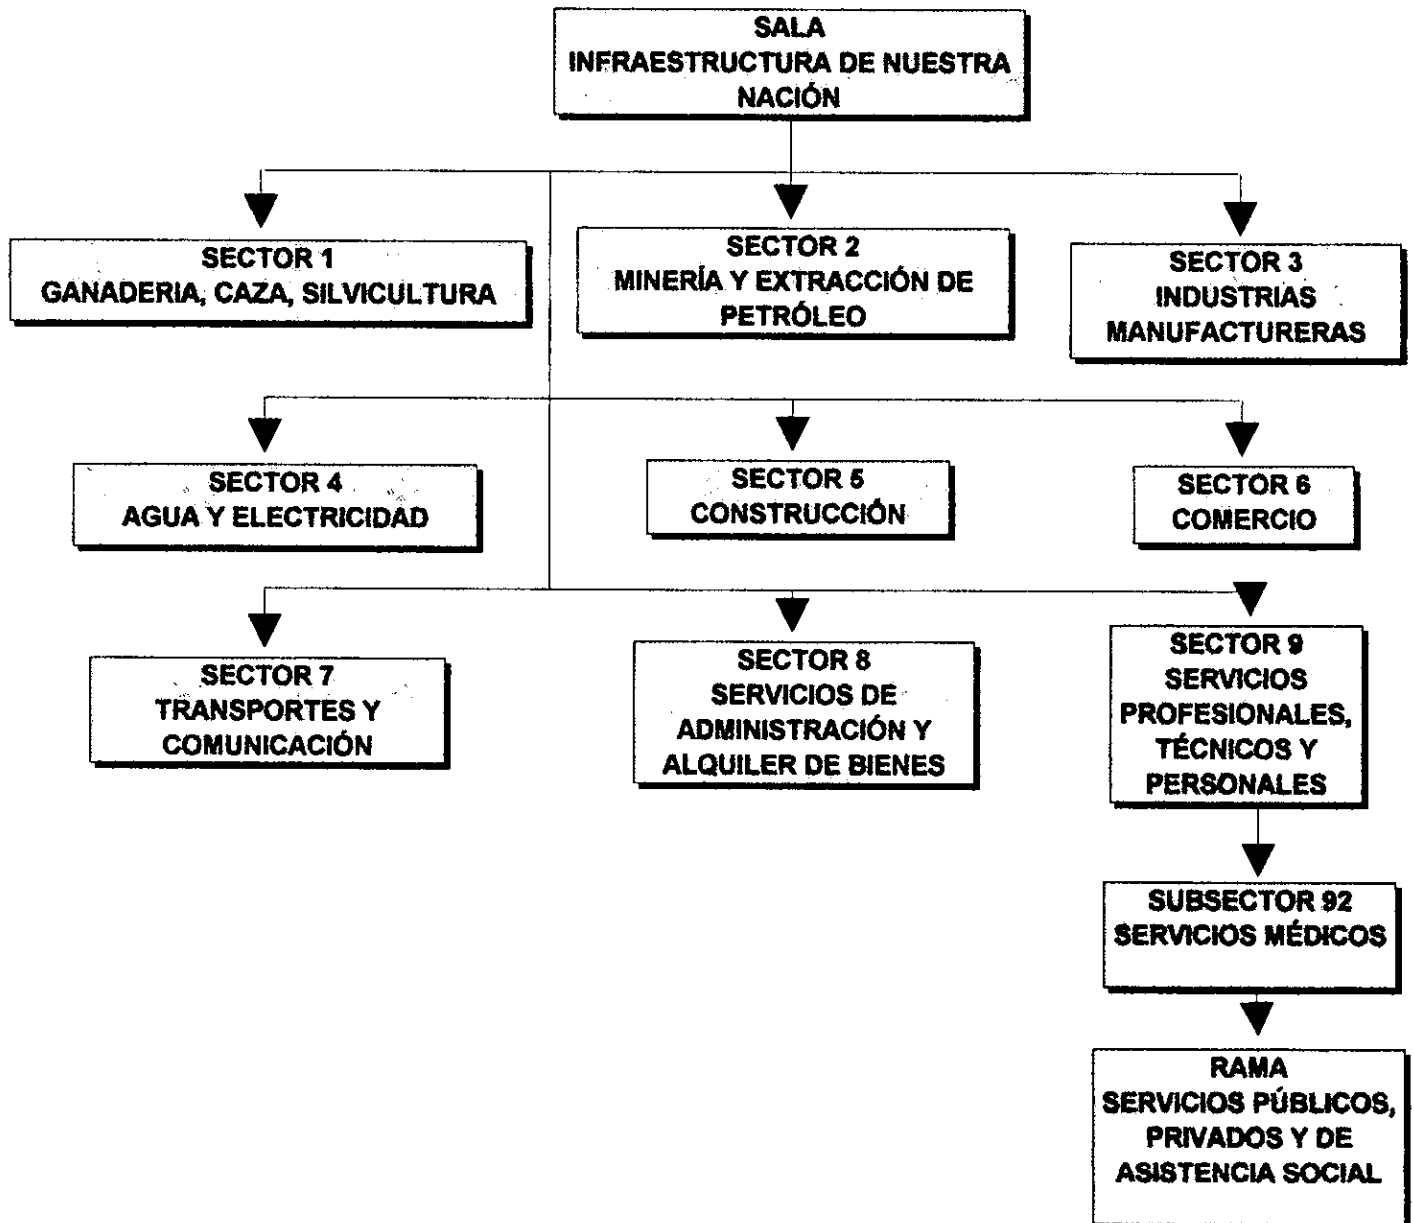 SALA
INFRAESTRUCTURA DE NUESTRA
NACIÓN
SECTOR 1
GANADERIA, CAZA, SILVICULTURA
SECTOR 2
MINERÍA Y EXTRACCIÓN DE
PETRÓLEO
SECTOR 3
INDUSTRIAS
MANUFACTURERAS
SECTOR 4
AGUA Y ELECTRICIDAD
SECTOR 5
CONSTRUCCIÓN
SECTOR 6
COMERCIO
SECTOR 7
TRANSPORTES Y
COMUNICACIÓN
SECTOR 8
SERVICIOS DE
ADMINISTRACIÓN Y
ALQUILER DE BIENES
SECTOR 9
SERVICIOS
PROFESIONALES,
TÉCNICOS Y
PERSONALES
SUBSECTOR 92
SERVICIOS MÉDICOS
RAMA
SERVICIOS PÚBLICOS,
PRIVADOS Y DE
ASISTENCIA SOCIAL